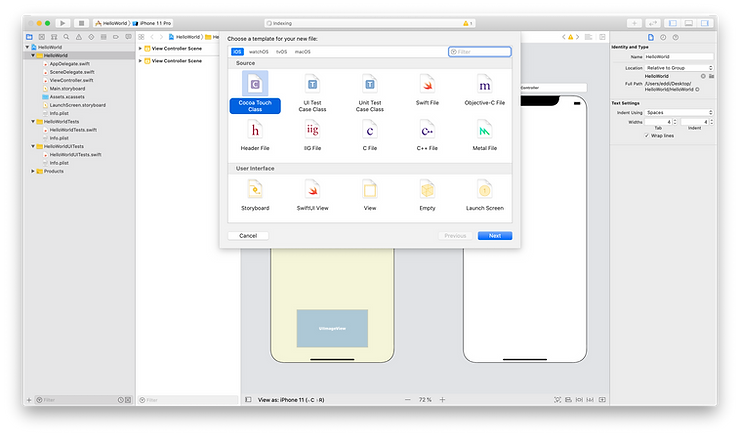 HelloWorld
iPhone 11 Pro
Indexing
1
HelloWorld
HelloWorld
AppDelegate.swift
SceneDelegate.swift
ViewController.swift
Main.storyboard
Assets.xcassets
LaunchScreen.storyboard
Info.plist
HelloWorldTests
HelloWorldTests.swift
Info.plist
HelloWorldUITests
HelloWorldUITests.swift
Info.plist
Products
Filter
HelloWorld
View Controller Scene
View Controller Scene
Filter
Choose a template for your new file:
iOS watchOS tvOS macOS
Filter
Source
Cocoa Touch
Class
UI Test
Case Class
Unit Test
Case Class
Swift File
Objective-C File
Header File
IIG File
C File
C++ File
Metal File
User Interface
Storyboard
SwiftUI View
View
Empty
Launch Screen
Cancel
Previous
Next
Controller
UIImageView
View as: iPhone 11
72 %
Identity and Type
Name HelloWorld
Location Relative to Group
HelloWorld
Full Path /Users/eddi/Desktop/
HelloWorld/HelloWorld
Text Settings
Indent Using Spaces
Widths 4 4
Tab Indent
Wrap lines